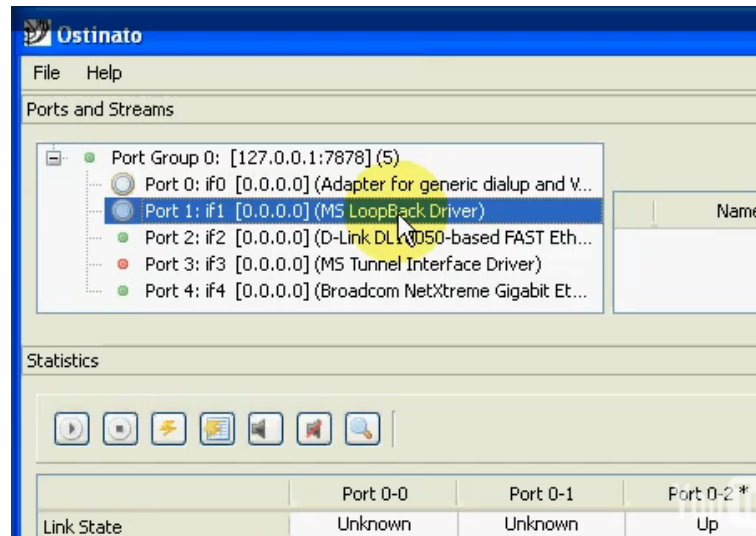 Ostinato
File Help
Ports and Streams
Port Group 0: [127.0.0.1:7878] (5)
Port 0: if0 [0.0.0.0] (Adapter for generic dialup and V...
Port 1: if1 [0.0.0.0] (MS LoopBack Driver)
Port 2: if2 [0.0.0.0] (D-Link DL 050-based FAST Eth...
Port 3: if3 [0.0.0.0] (MS Tunnel Interface Driver)
Port 4: if4 [0.0.0.0] (Broadcom NetXtreme Gigabit Et...
Name
Statistics
Port 0-0 Port 0-1 Port 0-2 *
Link State Unknown Unknown Up